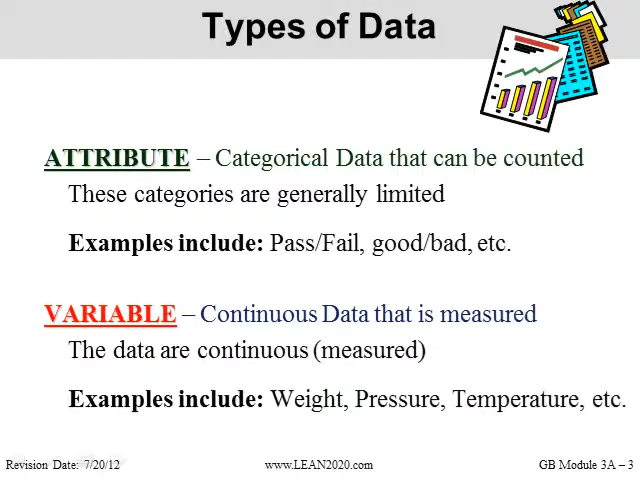 Types of Data
ATTRIBUTE – Categorical Data that can be counted
These categories are generally limited
Examples include: Pass/Fail, good/bad, etc.
VARIABLE – Continuous Data that is measured
The data are continuous (measured)
Examples include: Weight, Pressure, Temperature, etc.
Revision Date: 7/20/12 www.LEAN2020.com GB Module 3A – 3